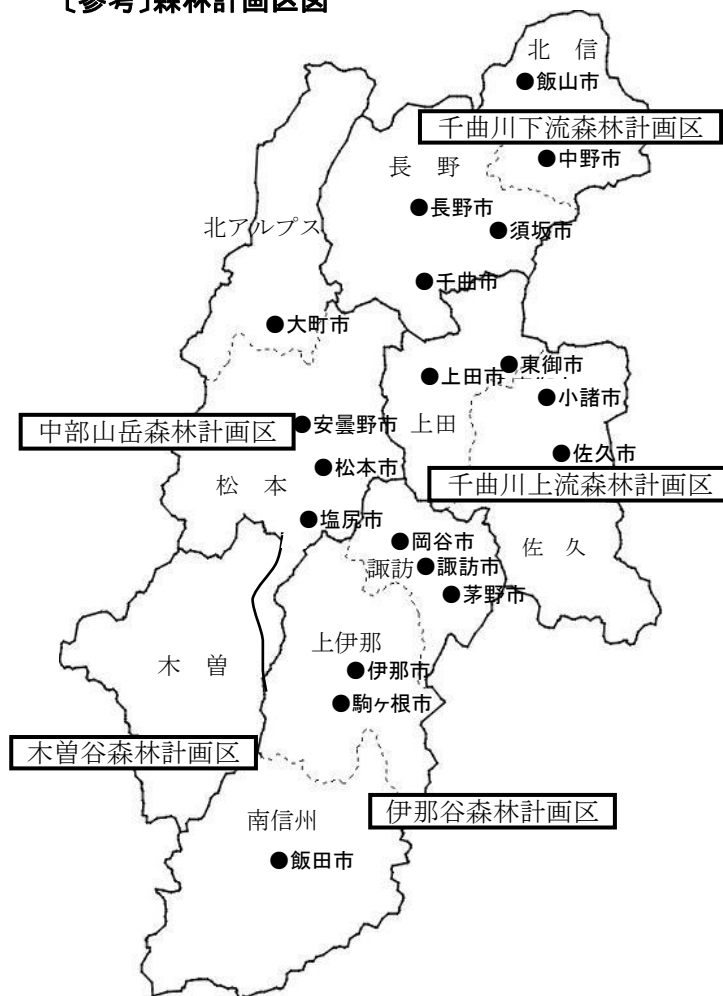 〔参考〕森林計画区図
北　信
●飯山市
千曲川下流森林計画区
●中野市
長　野
●長野市
●須坂市
北アルプス
●千曲市
●大町市
●東御市
●上田市
●小諸市
中部山岳森林計画区
●安曇野市
上田
●佐久市
●松本市
千曲川上流森林計画区
松　本
●塩尻市
●岡谷市
佐　久
諏訪
●諏訪市
●茅野市
上伊那
木　曽
●伊那市
●駒ヶ根市
木曽谷森林計画区
伊那谷森林計画区
南信州
●飯田市